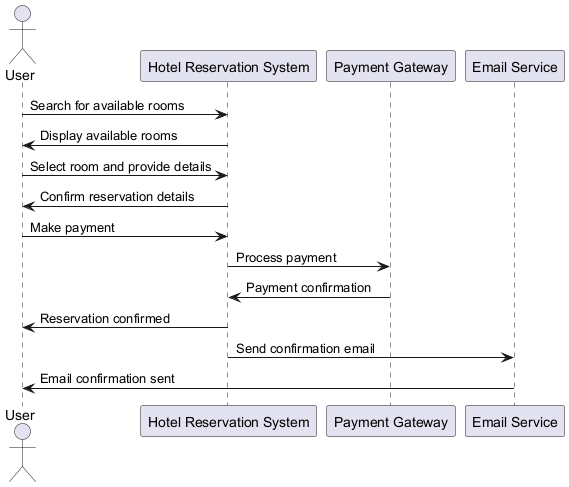 User
Hotel Reservation System
Payment Gateway
Email Service
Search for available rooms
Display available rooms
Select room and provide details
Confirm reservation details
Make payment
Process payment
Payment confirmation
Reservation confirmed
Send confirmation email
Email confirmation sent
User
Hotel Reservation System
Payment Gateway
Email Service